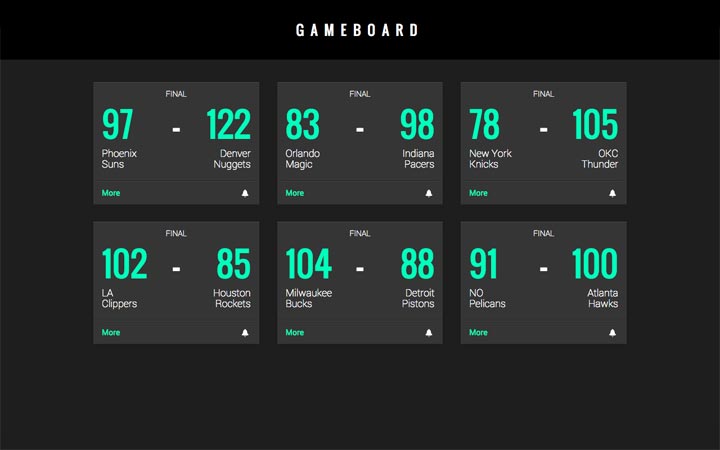 GAMEBOARD
FINAL
97 - 122
Phoenix Suns
Denver Nuggets
More
FINAL
83 - 98
Orlando Magic
Indiana Pacers
More
FINAL
78 - 105
New York Knicks
OKC Thunder
More
FINAL
102 - 85
LA Clippers
Houston Rockets
More
FINAL
104 - 88
Milwaukee Bucks
Detroit Pistons
More
FINAL
91 - 100
NO Pelicans
Atlanta Hawks
More